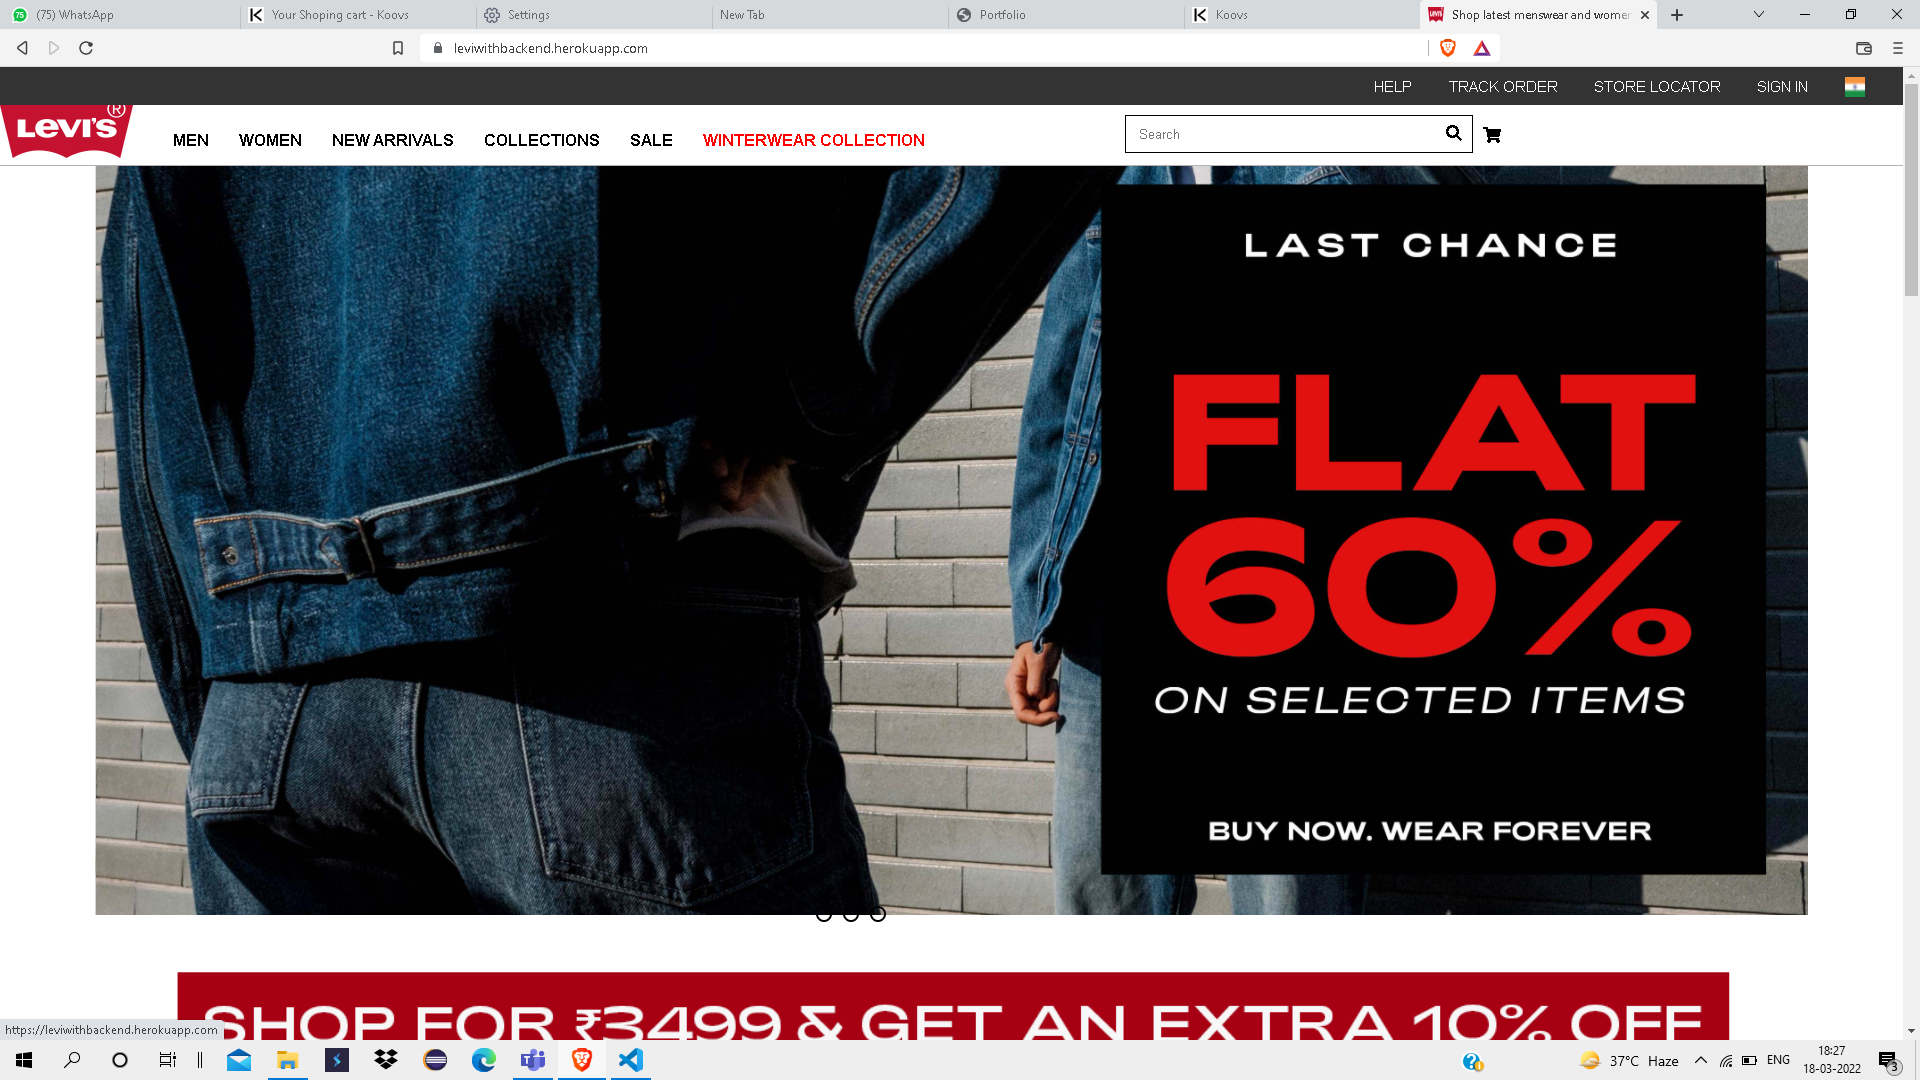 (75) WhatsApp
Your Shoping cart - Koovs
Settings
New Tab
Portfolio
Koovs
Shop latest menswear and womer
leviwithbackend.herokuapp.com
HELP
TRACK ORDER
STORE LOCATOR
SIGN IN
LEVI'S ®
MEN
WOMEN
NEW ARRIVALS
COLLECTIONS
SALE
WINTERWEAR COLLECTION
Search
LAST CHANCE
FLAT
60%
ON SELECTED ITEMS
BUY NOW. WEAR FOREVER
SHOP FOR ₹3499 & GET AN EXTRA 10% OFF
https://leviwithbackend.herokuapp.com
37°C Haze
ENG
18:27
18-03-2022
3